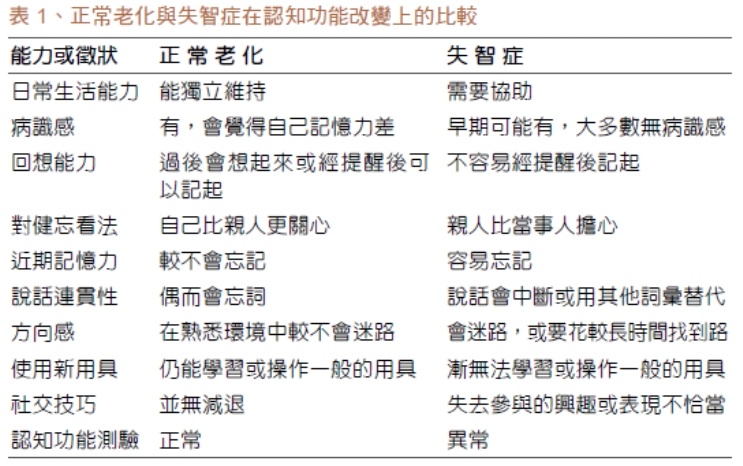 表 1、正常老化與失智症在認知功能改變上的比較
能力或徵狀 正常老化 失智症
日常生活能力 能獨立維持 需要協助
病識感 有，會覺得自己記憶力差 早期可能有，大多數無病識感
回想能力 過後會想起來或經提醒後可 不容易經提醒後記起
以記起
對健忘看法 自己比親人更關心 親人比當事人擔心
近期記憶力 較不會忘記 容易忘記
說話連貫性 偶而會忘詞 說話會中斷或用其他詞彙替代
方向感 在熟悉環境中較不會迷路 會迷路，或要花較長時間找到路
使用新用具 仍能學習或操作一般的用具 漸無法學習或操作一般的用具
社交技巧 並無減退 失去參與的興趣或表現不恰當
認知功能測驗 正常 異常